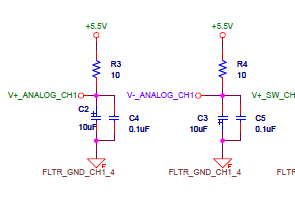 +5.5V +5.5V
R3 10 R4 10
V+_ANALOG_CH1 V-_ANALOG_CH1 V+_SW_CH
C2 10uF C4 0.1uF C3 10uF C5 0.1uF
FLTR_GND_CH1_4 FLTR_GND_CH1_4 FLTR